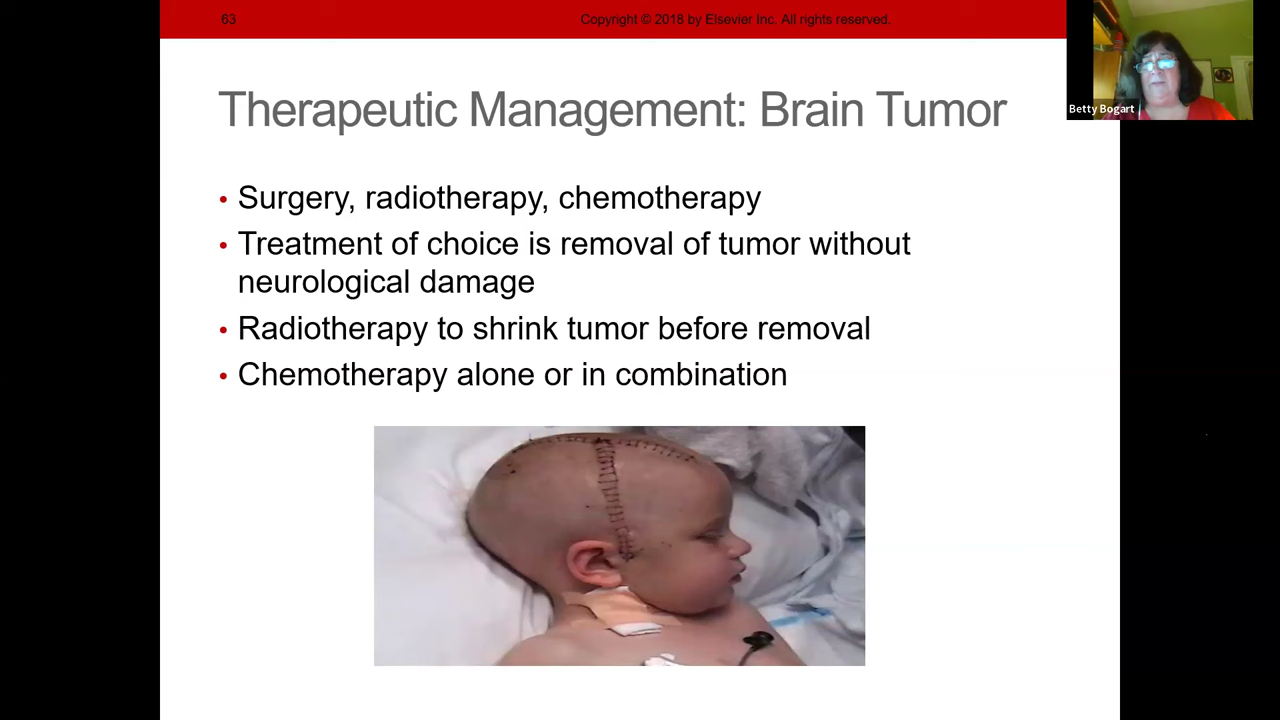 63
Copyright © 2018 by Elsevier Inc. All rights reserved.
Betty Bogart
Therapeutic Management: Brain Tumor
• Surgery, radiotherapy, chemotherapy
• Treatment of choice is removal of tumor without
neurological damage
• Radiotherapy to shrink tumor before removal
• Chemotherapy alone or in combination